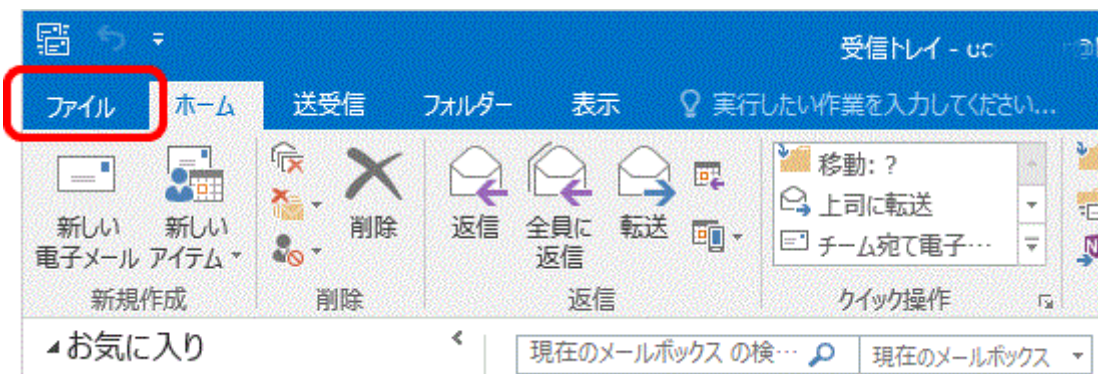 受信トレイ - uc
ファイル ホーム 送受信 フォルダー 表示 実行したい作業を入力してください...
新しい
電子メール
新しい
アイテム
削除
返信
全員に
返信
転送
移動: ?
上司に転送
チーム宛て電子…
新規作成 削除 返信 クイック操作
お気に入り
現在のメールボックス の検… 現在のメールボックス